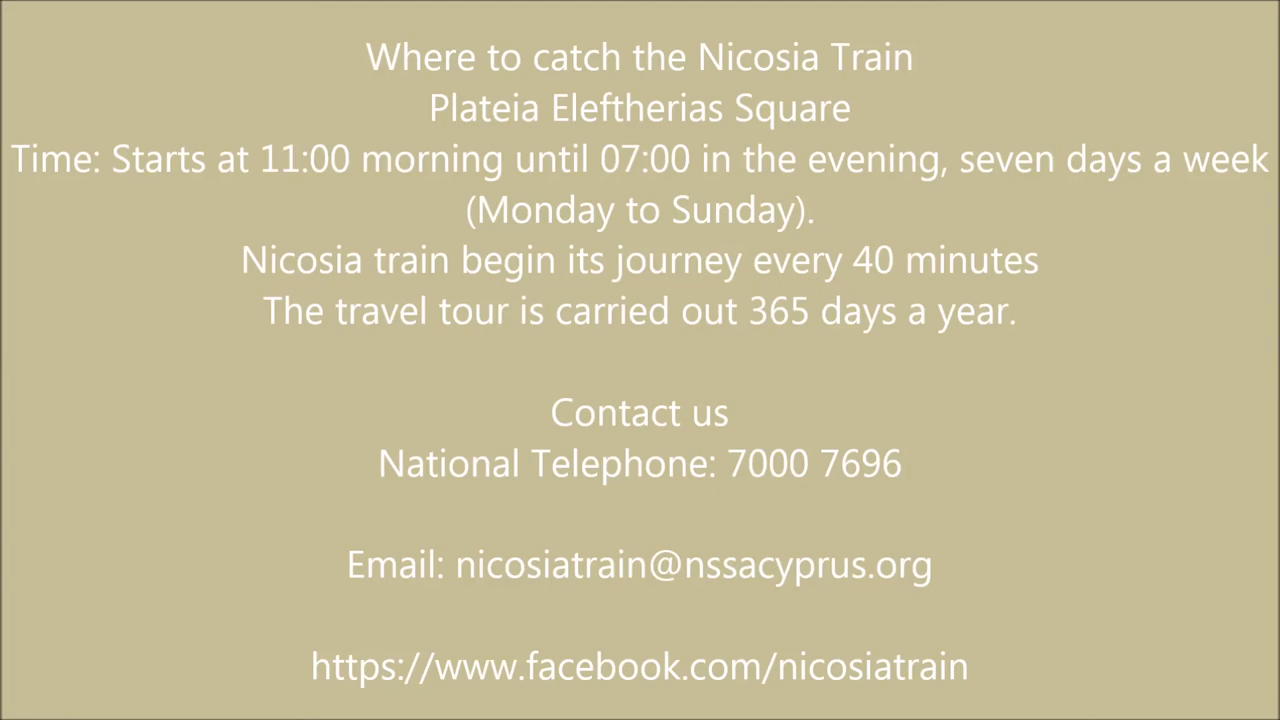 Where to catch the Nicosia Train
Plateia Eleftherias Square
Time: Starts at 11:00 morning until 07:00 in the evening, seven days a week
(Monday to Sunday).
Nicosia train begin its journey every 40 minutes
The travel tour is carried out 365 days a year.
Contact us
National Telephone: 7000 7696
Email: nicosiatrain@nssacyprus.org
https://www.facebook.com/nicosiatrain